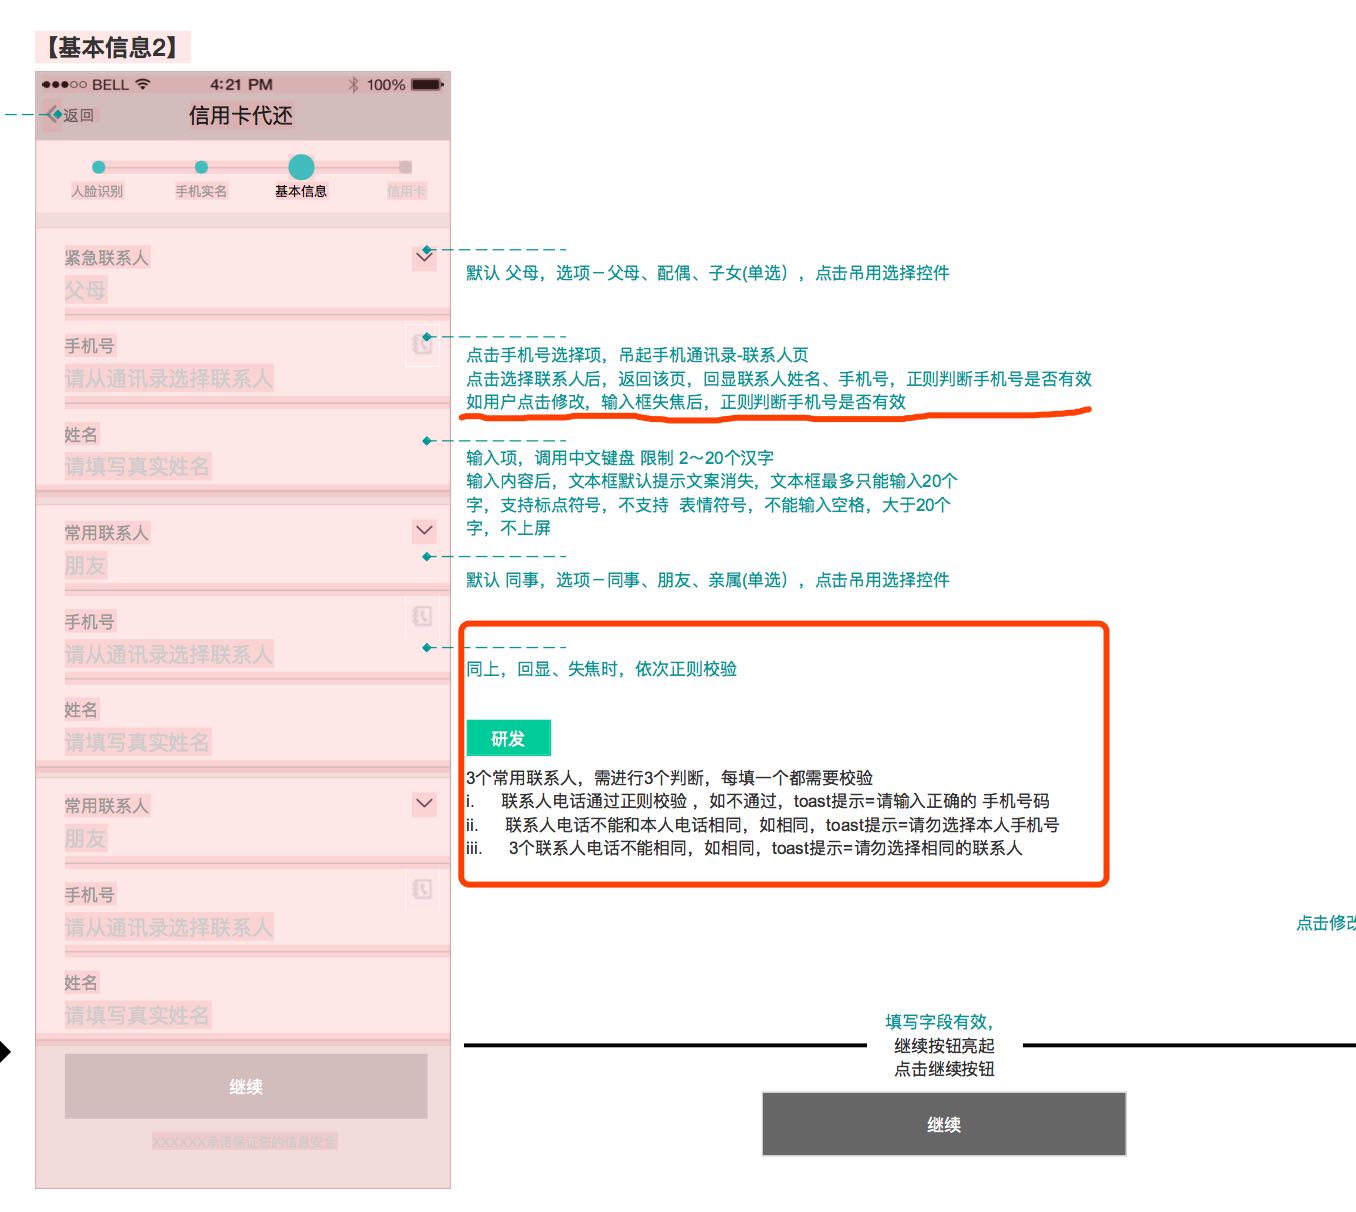 【基本信息2】
BELL 4:21 PM 100%
返回 信用卡代还
人脸识别 手机实名 基本信息 信用卡
紧急联系人
父母
默认 父母，选项－父母、配偶、子女(单选），点击吊用选择控件
手机号
请从通讯录选择联系人
点击手机号选择项，吊起手机通讯录-联系人页
点击选择联系人后，返回该页，回显联系人姓名、手机号，正则判断手机号是否有效
如用户点击修改，输入框失焦后，正则判断手机号是否有效
姓名
请填写真实姓名
输入项，调用中文键盘 限制 2～20个汉字
输入内容后，文本框默认提示文案消失，文本框最多只能输入20个
字，支持标点符号，不支持 表情符号，不能输入空格，大于20个
字，不上屏
常用联系人
朋友
默认 同事，选项－同事、朋友、亲属(单选），点击吊用选择控件
手机号
请从通讯录选择联系人
同上，回显、失焦时，依次正则校验
姓名
请填写真实姓名
研发
3个常用联系人，需进行3个判断，每填一个都需要校验
i. 联系人电话通过正则校验 ，如不通过，toast提示=请输入正确的 手机号码
ii. 联系人电话不能和本人电话相同，如相同，toast提示=请勿选择本人手机号
iii. 3个联系人电话不能相同，如相同，toast提示=请勿选择相同的联系人
常用联系人
朋友
手机号
请从通讯录选择联系人
点击修改
姓名
请填写真实姓名
填写字段有效，
继续按钮亮起
点击继续按钮
继续
继续
XXXXXX承诺保证您的信息安全